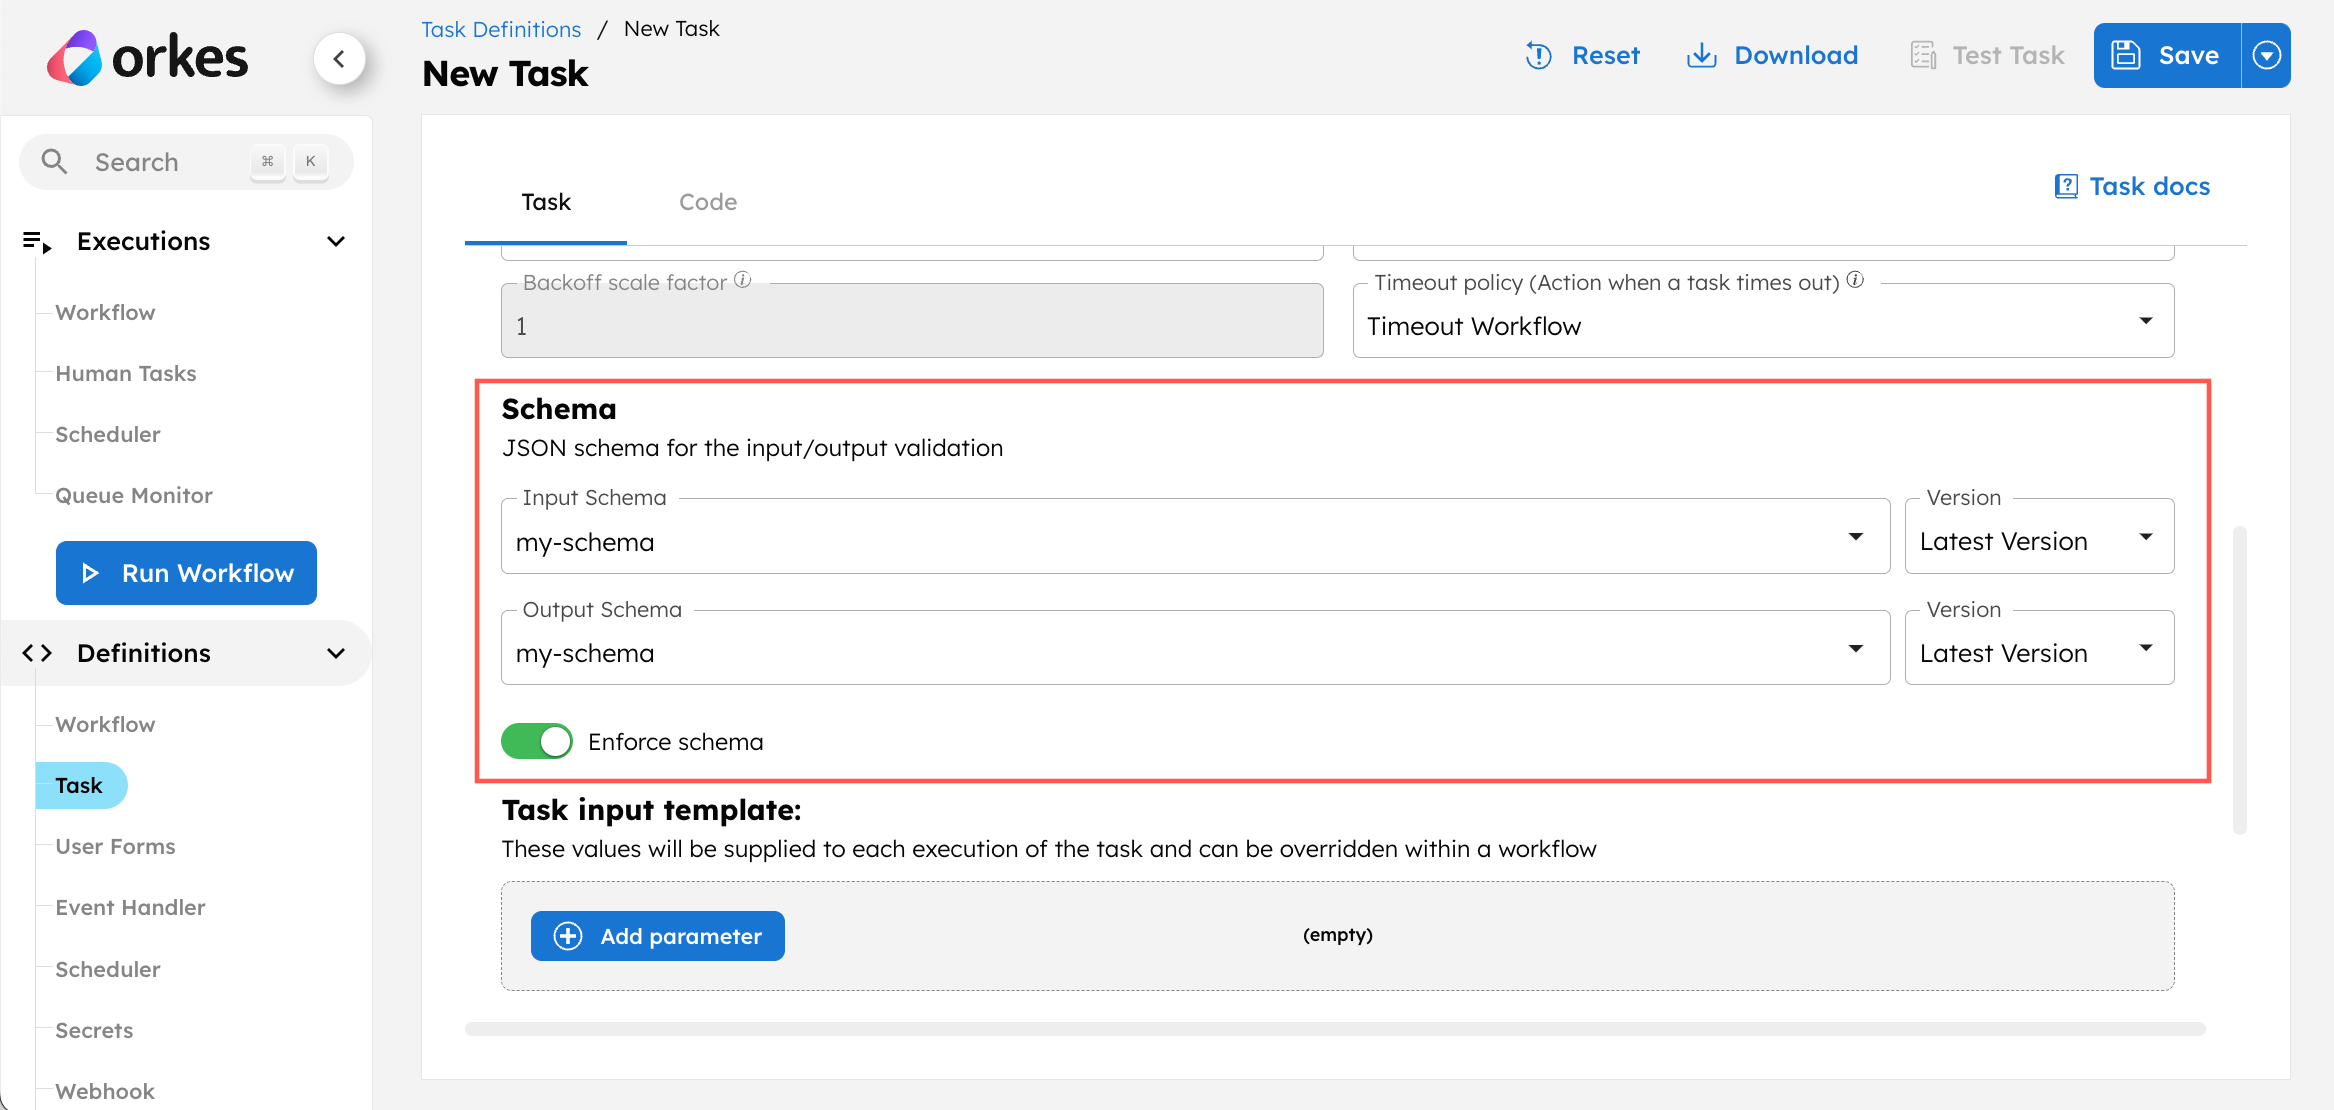 orkes
Task Definitions / New Task
New Task
Reset
Download
Test Task
Save
Search ⌘ K
Executions
Workflow
Human Tasks
Scheduler
Queue Monitor
Run Workflow
Definitions
Workflow
Task
User Forms
Event Handler
Scheduler
Secrets
Webhook
Task
Code
Task docs
Backoff scale factor
1
Timeout policy (Action when a task times out)
Timeout Workflow
Schema
JSON schema for the input/output validation
Input Schema
my-schema
Version
Latest Version
Output Schema
my-schema
Version
Latest Version
Enforce schema
Task input template:
These values will be supplied to each execution of the task and can be overridden within a workflow
Add parameter
(empty)